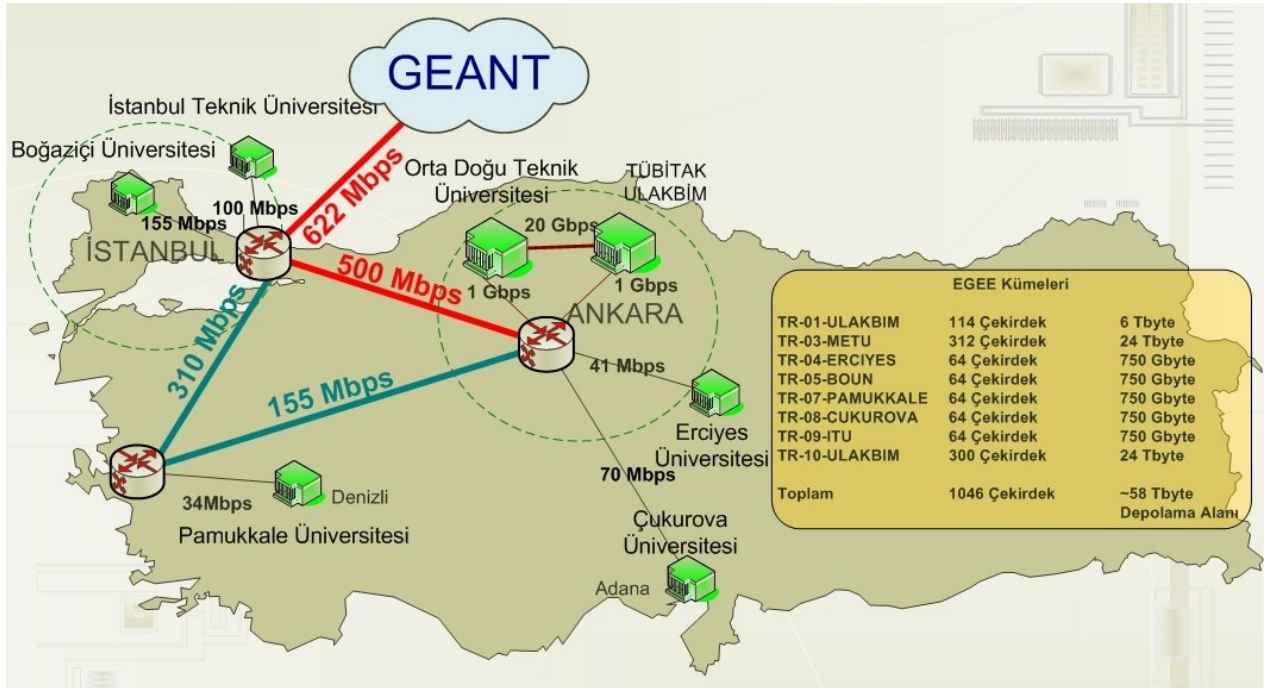 GEANT
İstanbul Teknik Üniversitesi
Boğaziçi Üniversitesi
Orta Doğu Teknik
Üniversitesi
TÜBİTAK
ULAKBİM
622 Mbps
100 Mbps
155 Mbps
20 Gbps
İSTANBUL
500 Mbps
1 Gbps
1 Gbps
ANKARA
310 Mbps
155 Mbps
41 Mbps
Erciyes
Üniversitesi
70 Mbps
34Mbps
Denizli
Pamukkale Üniversitesi
Çukurova
Üniversitesi
Adana
EGEE Kümeleri
TR-01-ULAKBIM 114 Çekirdek 6 Tbyte
TR-03-METU 312 Çekirdek 24 Tbyte
TR-04-ERCIYES 64 Çekirdek 750 Gbyte
TR-05-BOUN 64 Çekirdek 750 Gbyte
TR-07-PAMUKKALE 64 Çekirdek 750 Gbyte
TR-08-CUKUROVA 64 Çekirdek 750 Gbyte
TR-09-ITU 64 Çekirdek 750 Gbyte
TR-10-ULAKBIM 300 Çekirdek 24 Tbyte
Toplam 1046 Çekirdek ~58 Tbyte
Depolama Alanı